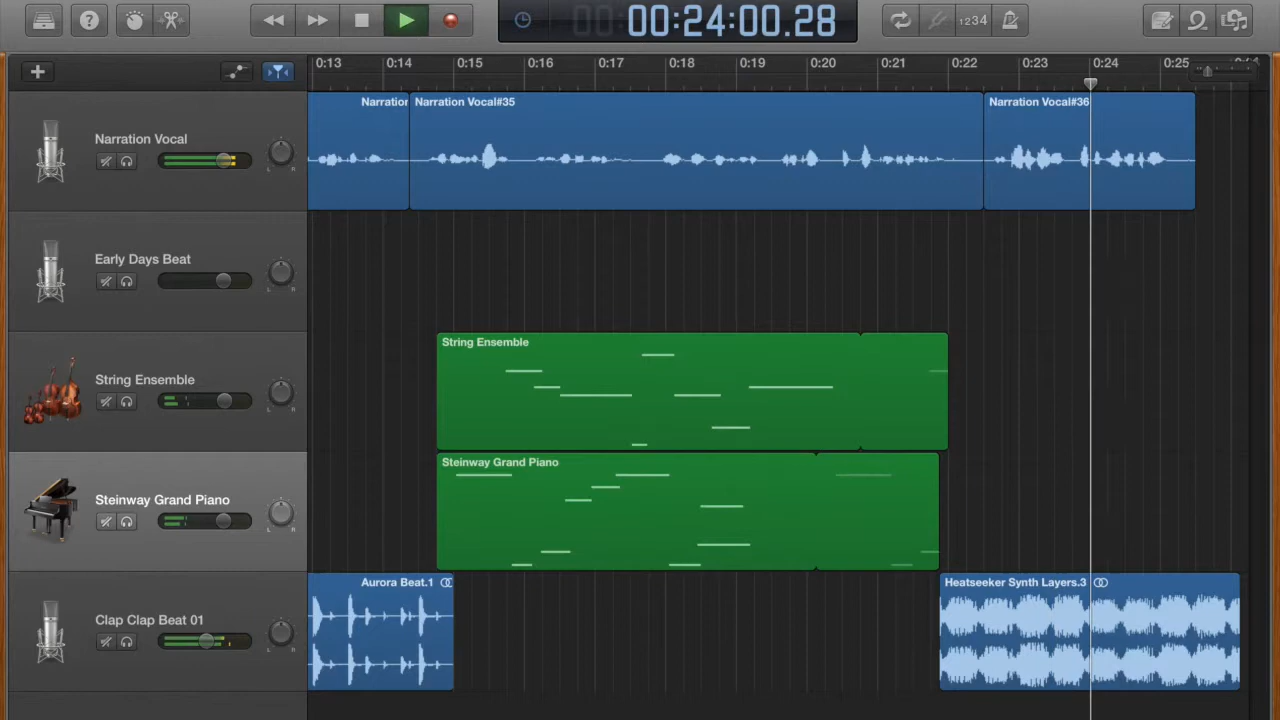 ?
00:24:00.28
1234
0:13 0:14 0:15 0:16 0:17 0:18 0:19 0:20 0:21 0:22 0:23 0:24 0:25
Narration Vocal
Narration
Narration Vocal#35
Narration Vocal#36
L R
Early Days Beat
L R
String Ensemble
String Ensemble
L R
Steinway Grand Piano
Steinway Grand Piano
L R
Clap Clap Beat 01
Aurora Beat.1
Heatseeker Synth Layers.3
L R